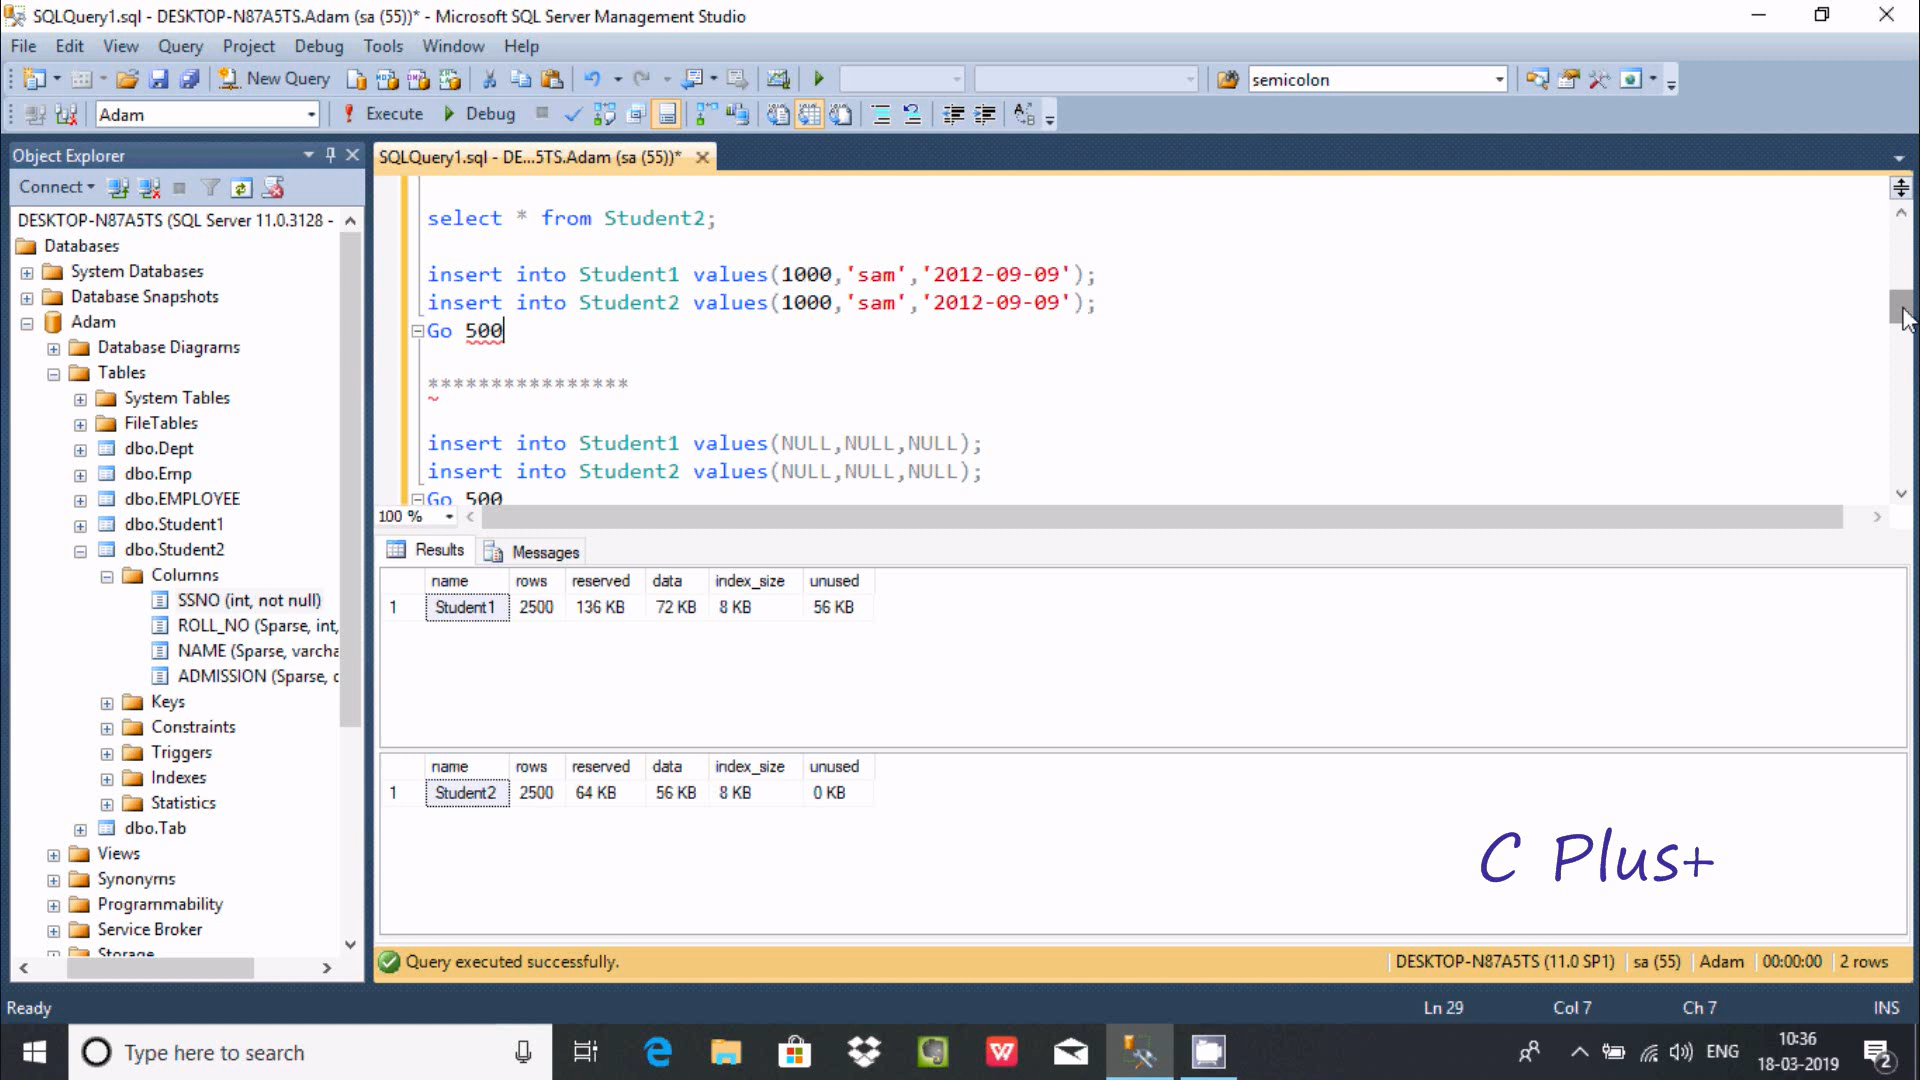 SQLQuery1.sql - DESKTOP-N87A5TS.Adam (sa (55))* - Microsoft SQL Server Management Studio
File Edit View Query Project Debug Tools Window Help
New Query semicolon
Adam Execute Debug
Object Explorer
SQLQuery1.sql - DE...5TS.Adam (sa (55))*
Connect
DESKTOP-N87A5TS (SQL Server 11.0.3128 -
Databases
System Databases
Database Snapshots
Adam
Database Diagrams
Tables
System Tables
FileTables
dbo.Dept
dbo.Emp
dbo.EMPLOYEE
dbo.Student1
dbo.Student2
Columns
SSNO (int, not null)
ROLL_NO (Sparse, int,
NAME (Sparse, varcha
ADMISSION (Sparse, c
Keys
Constraints
Triggers
Indexes
Statistics
dbo.Tab
Views
Synonyms
Programmability
Service Broker
Storage
select * from Student2;
insert into Student1 values(1000,'sam','2012-09-09');
insert into Student2 values(1000,'sam','2012-09-09');
Go 500
****************
insert into Student1 values(NULL,NULL,NULL);
insert into Student2 values(NULL,NULL,NULL);
Go 500
100 %
Results Messages
name rows reserved data index_size unused
1 Student1 2500 136 KB 72 KB 8 KB 56 KB
name rows reserved data index_size unused
1 Student2 2500 64 KB 56 KB 8 KB 0 KB
C Plus+
Query executed successfully. DESKTOP-N87A5TS (11.0 SP1) sa (55) Adam 00:00:00 2 rows
Ready Ln 29 Col 7 Ch 7 INS
Type here to search ENG 10:36
18-03-2019 2